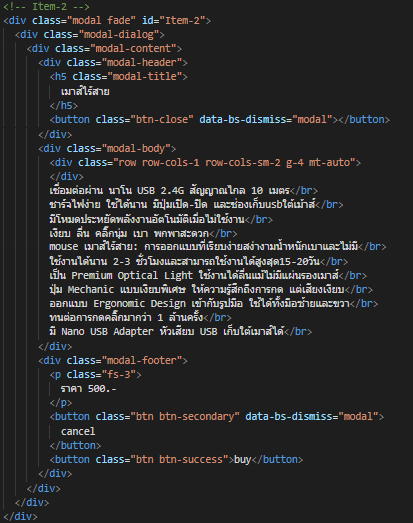 <!-- Item-2 -->
<div class="modal fade" id="Item-2">
<div class="modal-dialog">
<div class="modal-content">
<div class="modal-header">
<h5 class="modal-title">
เมาส์ไร้สาย
</h5>
<button class="btn-close" data-bs-dismiss="modal"></button>
</div>
<div class="modal-body">
<div class="row row-cols-1 row-cols-sm-2 g-4 mt-auto">
</div>
เชื่อมต่อผ่าน นาโน USB 2.4G สัญญาณไกล 10 เมตร</br>
ชาร์จไฟง่าย ใช้ได้นาน มีปุ่มเปิด-ปิด และช่องเก็บusbใต้เม้าส์</br>
มีโหมดประหยัดพลังงานอัตโนมัติเมื่อไม่ใช้งาน</br>
เงียบ ลื่น คลิ๊กนุ่ม เบา พกพาสะดวก</br>
mouse เมาส์ไร้สาย: การออกแบบที่เรียบง่ายสง่างามน้ำหนักเบาและไม่มี</br>
ใช้งานได้นาน 2-3 ชั่วโมงและสามารถใช้งานได้สูงสุด15-20วัน</br>
เป็น Premium Optical Light ใช้งานได้ลื่นแม้ไม่มีแผ่นรองเมาส์</br>
ปุ่ม Mechanic แบบเงียบพิเศษ ให้ความรู้สึกถึงการกด แต่เสียงเงียบ</br>
ออกแบบ Ergonomic Design เข้ากับรูปมือ ใช้ได้ทั้งมือซ้ายและขวา</br>
ทนต่อการกดคลิ๊กมากว่า 1 ล้านครั้ง</br>
มี Nano USB Adapter หัวเสียบ USB เก็บใต้เมาส์ได้</br>
</div>
<div class="modal-footer">
<p class="fs-3">
ราคา 500.-
</p>
<button class="btn btn-secondary" data-bs-dismiss="modal">
cancel
</button>
<button class="btn btn-success">buy</button>
</div>
</div>
</div>
</div>